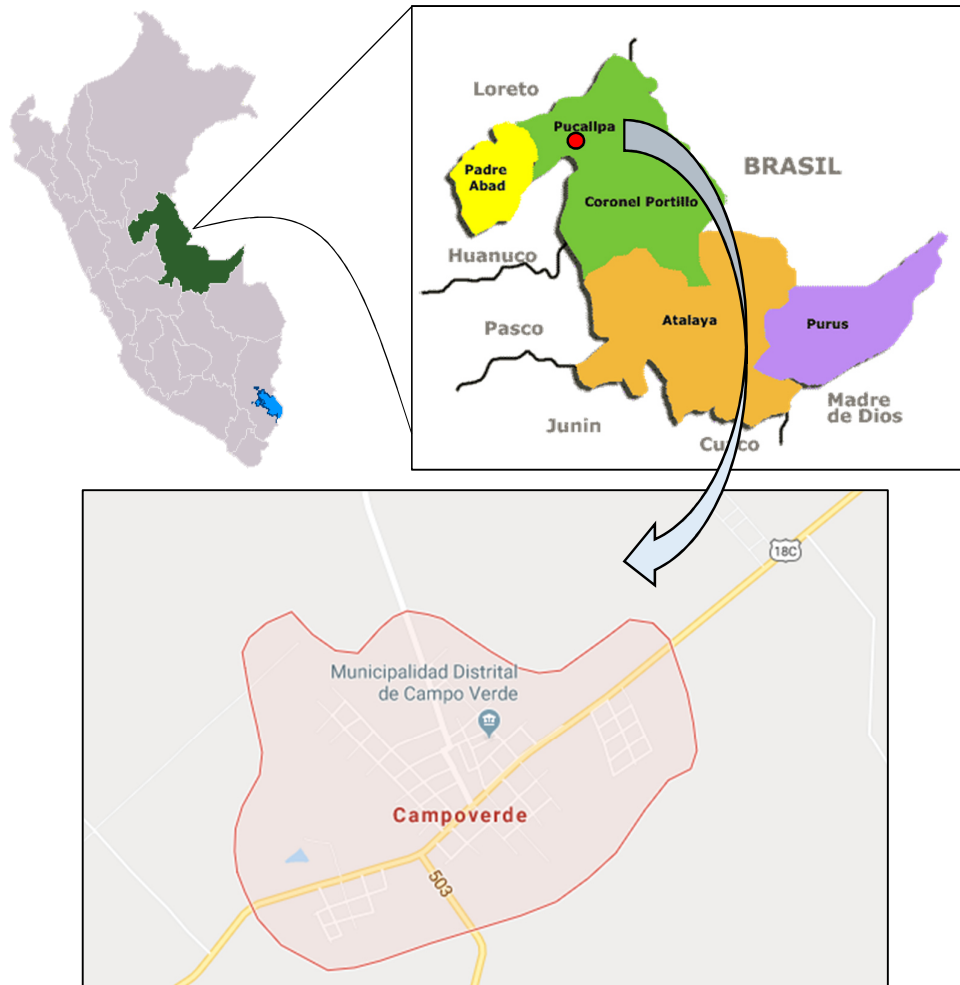 Loreto
Pucallpa
BRASIL
Padre
Abad
Coronel Portillo
Huanuco
Atalaya
Purus
Pasco
Madre
de Dios
Junin
18C
Municipalidad Distrital
de Campo Verde
Campoverde
503